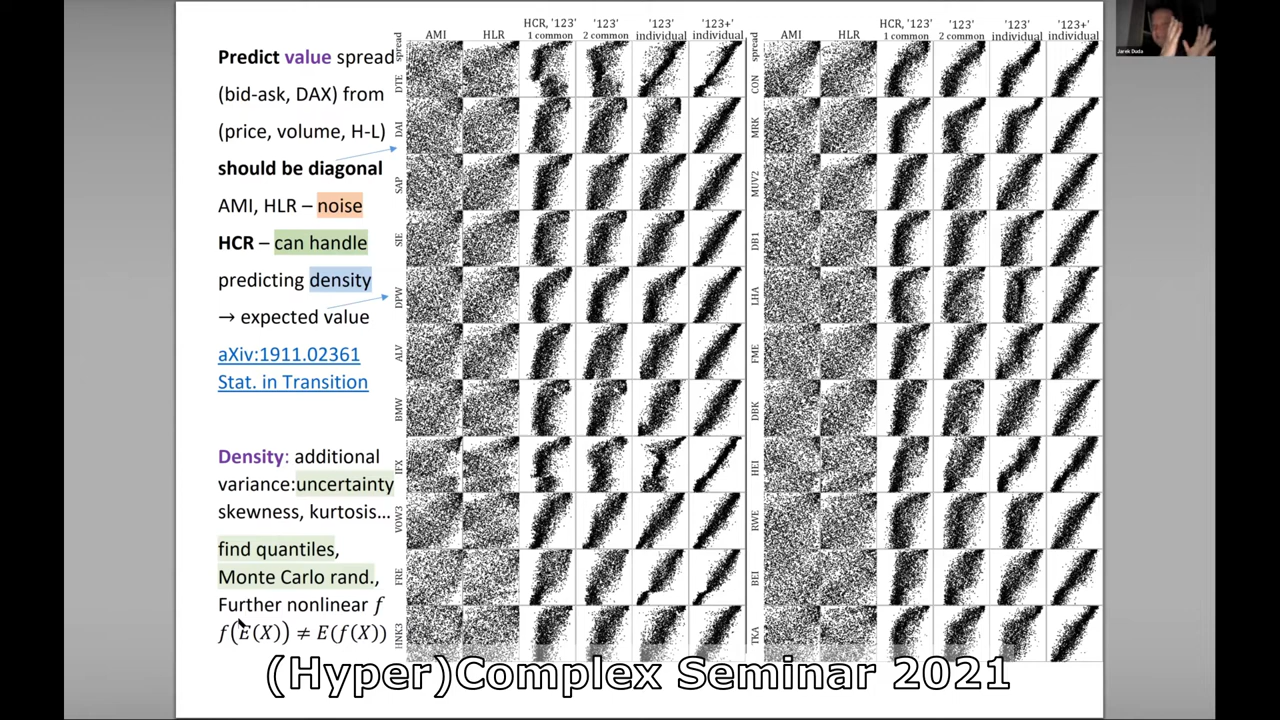 Predict value spread
(bid-ask, DAX) from
(price, volume, H-L)
should be diagonal
AMI, HLR – noise
HCR – can handle
predicting density
→ expected value
aXiv:1911.02361
Stat. in Transition
Density: additional
variance:uncertainty
skewness, kurtosis...
find quantiles,
Monte Carlo rand.,
Further nonlinear f
f(E(X)) ≠ E(f(X))
AMI HLR HCR, '123' 1 common '123' 2 common '123' individual '123+' individual
spread
DTE
DAI
SAP
SIE
DPW
ALV
BMW
IFX
VOW3
FRE
HNK3
AMI HLR HCR, '123' 1 common '123' 2 common '123' individual '123+' individual
spread
CON
MRK
MUV2
DB1
LHA
FME
DBK
HEI
RWE
BEI
TKA
Jarek Duda
(Hyper)Complex Seminar 2021